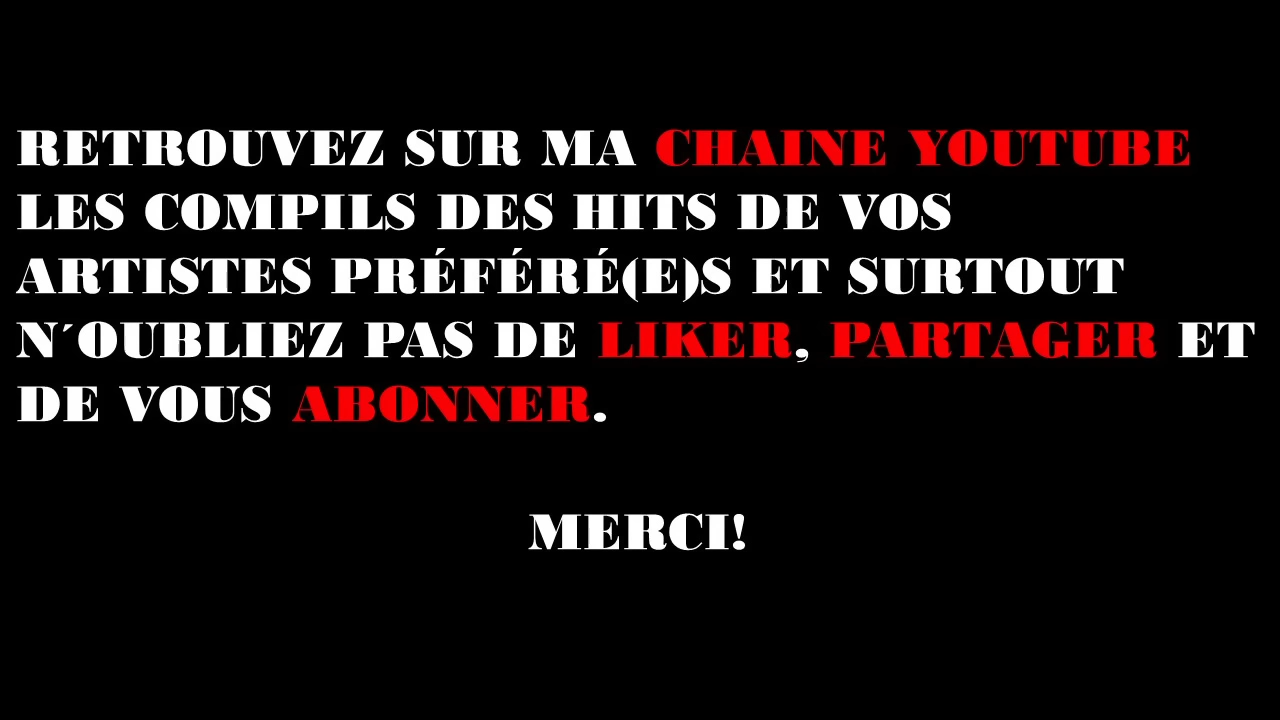 RETROUVEZ SUR MA CHAINE YOUTUBE
LES COMPILS DES HITS DE VOS
ARTISTES PRÉFÉRÉ(E)S ET SURTOUT
N´OUBLIEZ PAS DE LIKER, PARTAGER ET
DE VOUS ABONNER.
MERCI!